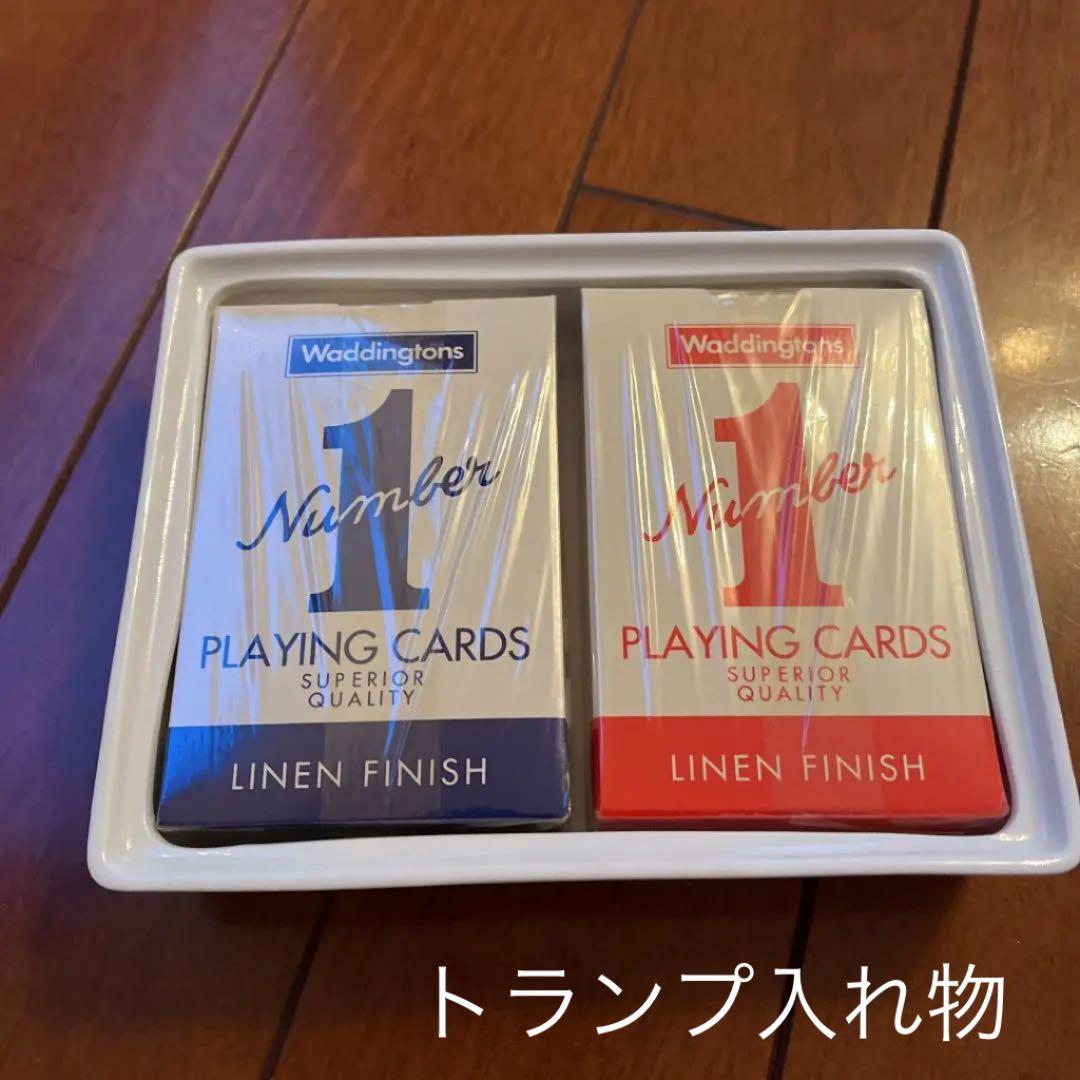 Waddingtons
Number 1
PLAYING CARDS
SUPERIOR
QUALITY
LINEN FINISH
Waddingtons
Number 1
PLAYING CARDS
SUPERIOR
QUALITY
LINEN FINISH
トランプ入れ物